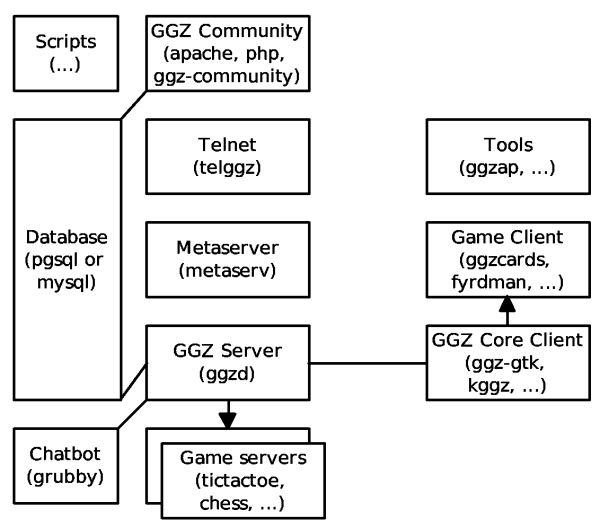 Scripts
(...)
GGZ Community
(apache, php,
ggz-community)
Telnet
(telggz)
Tools
(ggzap, ...)
Database
(pgsql or
mysql)
Metaserver
(metaserv)
Game Client
(ggzcards,
fyrdman, ...)
GGZ Server
(ggzd)
GGZ Core Client
(ggz-gtk,
kggz, ...)
Chatbot
(grubby)
Game servers
(tictactoe,
chess, ...)